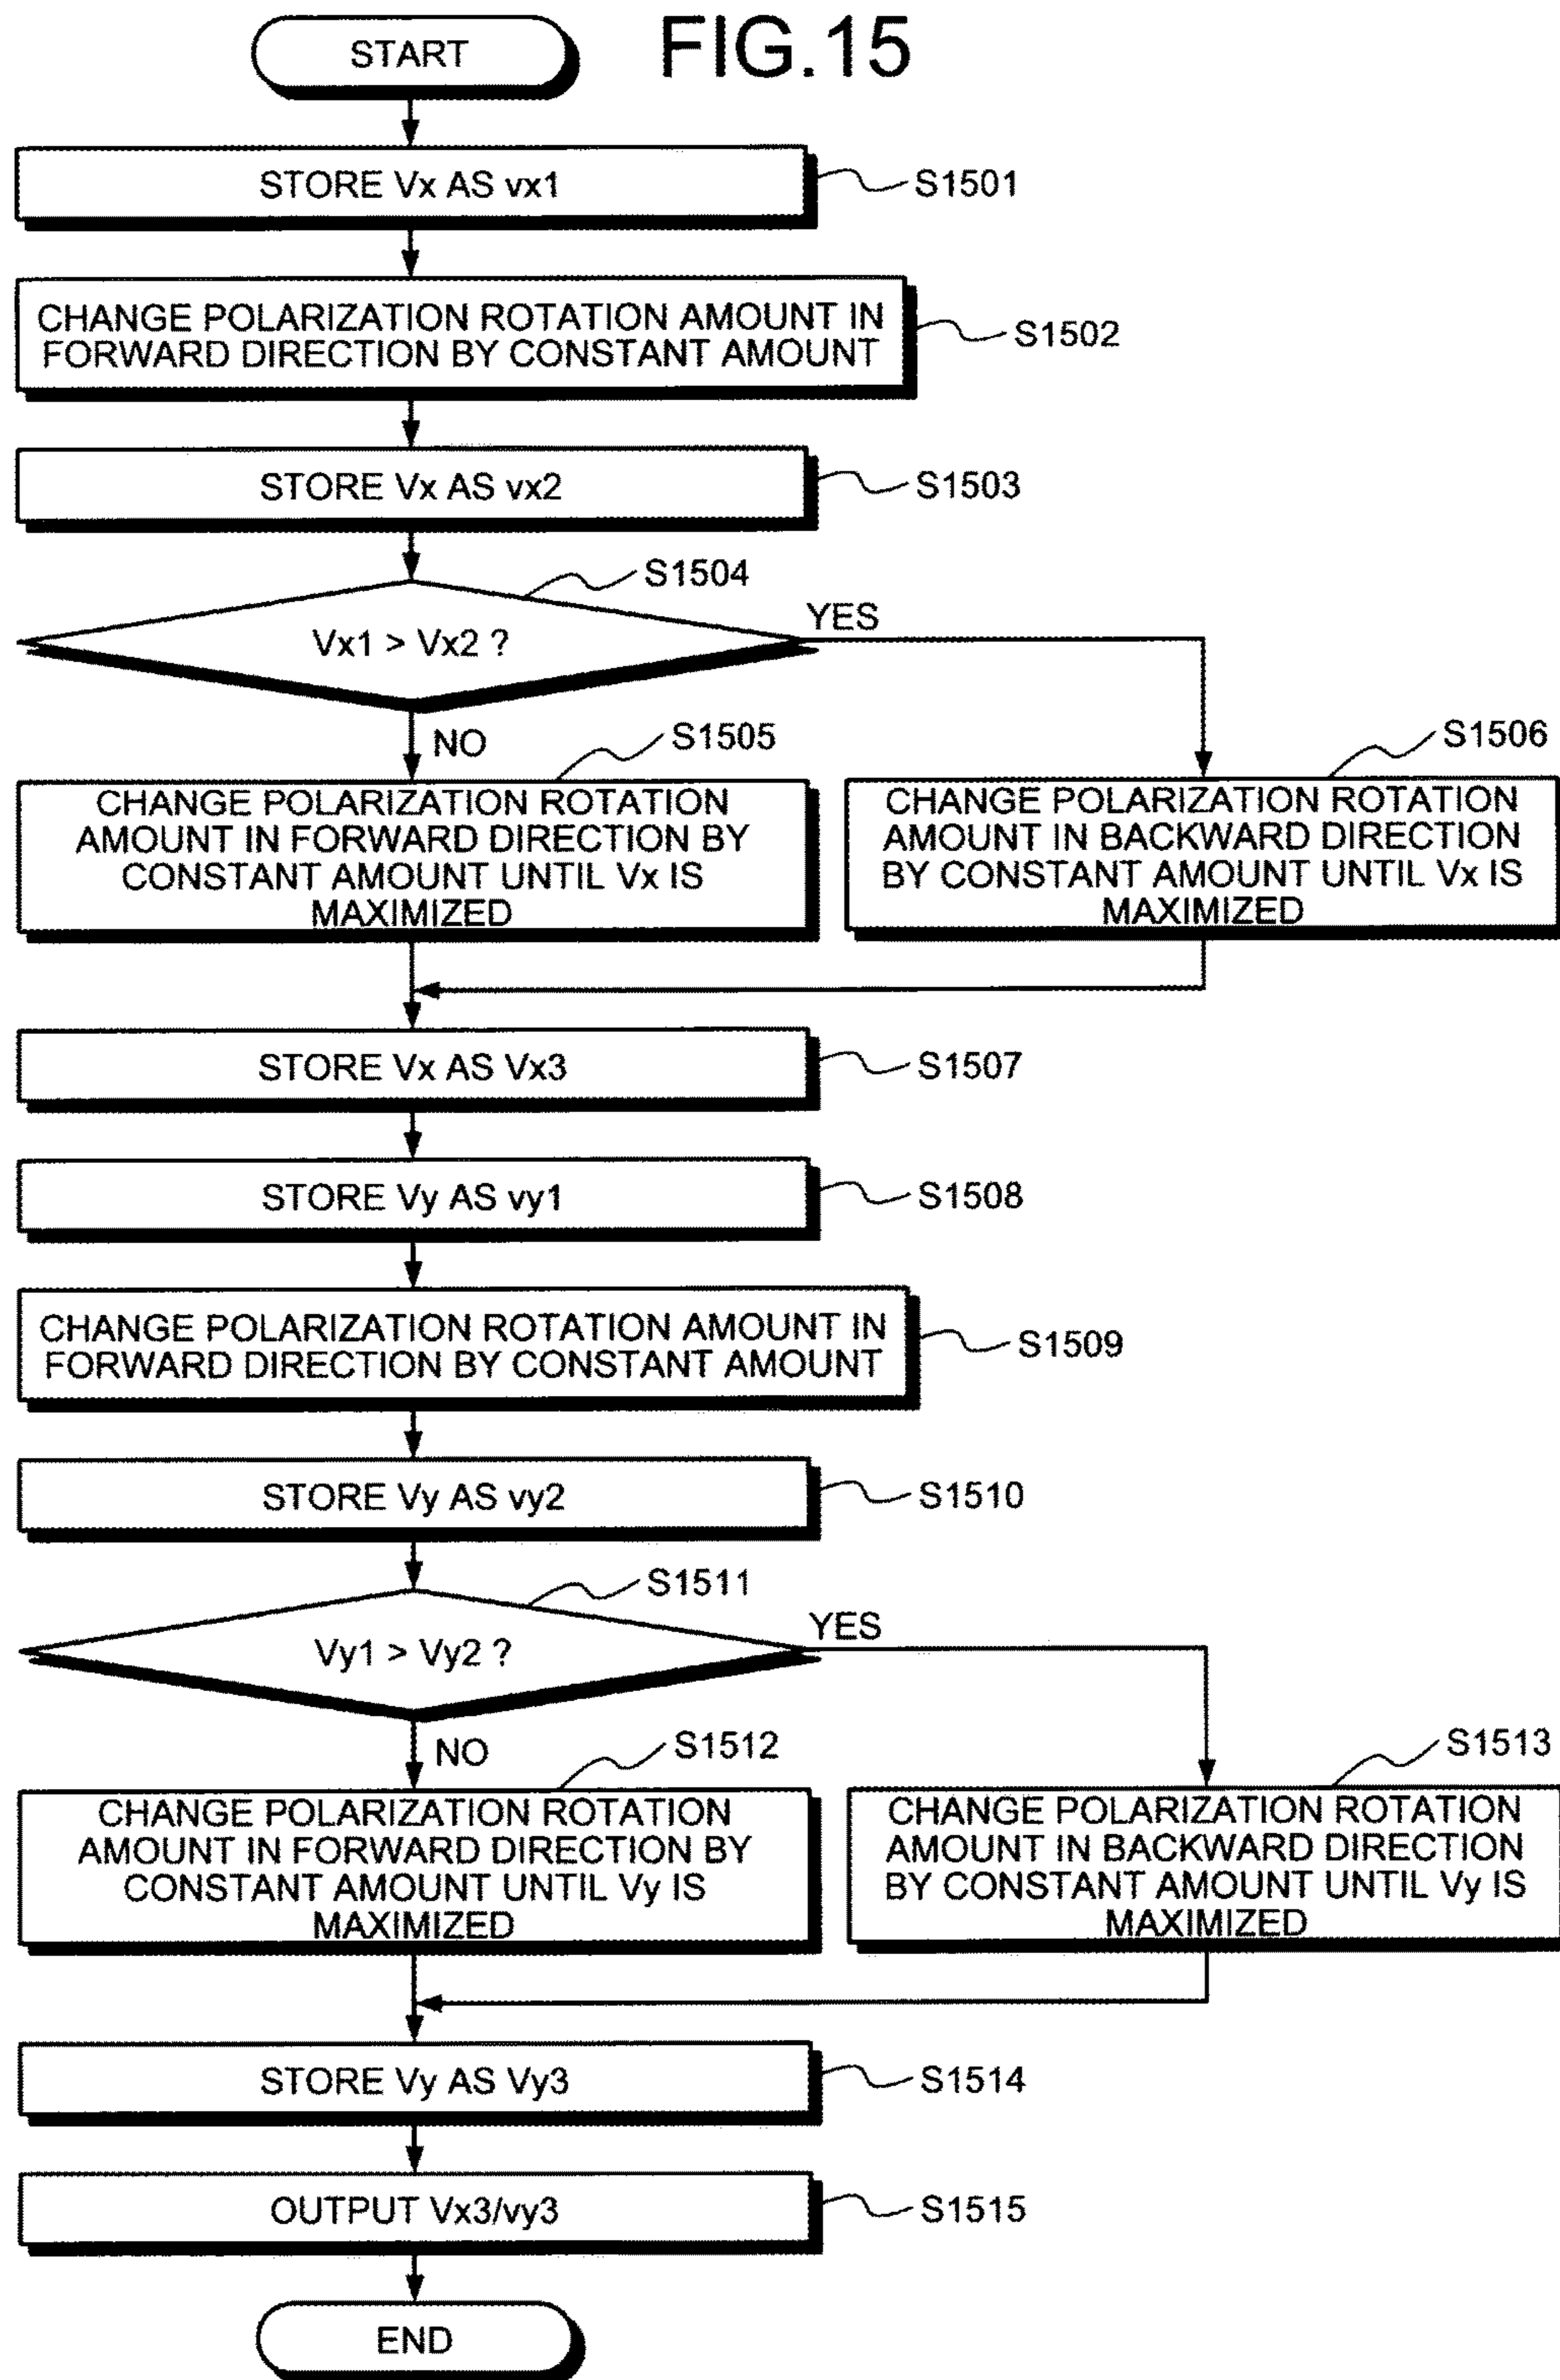 FIG.15
START
STORE Vx AS vx1
S1501
CHANGE POLARIZATION ROTATION AMOUNT IN
FORWARD DIRECTION BY CONSTANT AMOUNT
S1502
STORE Vx AS vx2
S1503
S1504
Vx1 > Vx2 ?
YES
NO
S1505
CHANGE POLARIZATION ROTATION
AMOUNT IN FORWARD DIRECTION BY
CONSTANT AMOUNT UNTIL Vx IS
MAXIMIZED
S1506
CHANGE POLARIZATION ROTATION
AMOUNT IN BACKWARD DIRECTION
BY CONSTANT AMOUNT UNTIL Vx IS
MAXIMIZED
STORE Vx AS Vx3
S1507
STORE Vy AS vy1
S1508
CHANGE POLARIZATION ROTATION AMOUNT IN
FORWARD DIRECTION BY CONSTANT AMOUNT
S1509
STORE Vy AS vy2
S1510
S1511
Vy1 > Vy2 ?
YES
NO
S1512
CHANGE POLARIZATION ROTATION
AMOUNT IN FORWARD DIRECTION BY
CONSTANT AMOUNT UNTIL Vy IS
MAXIMIZED
S1513
CHANGE POLARIZATION ROTATION
AMOUNT IN BACKWARD DIRECTION
BY CONSTANT AMOUNT UNTIL Vy IS
MAXIMIZED
STORE Vy AS Vy3
S1514
OUTPUT Vx3/vy3
S1515
END